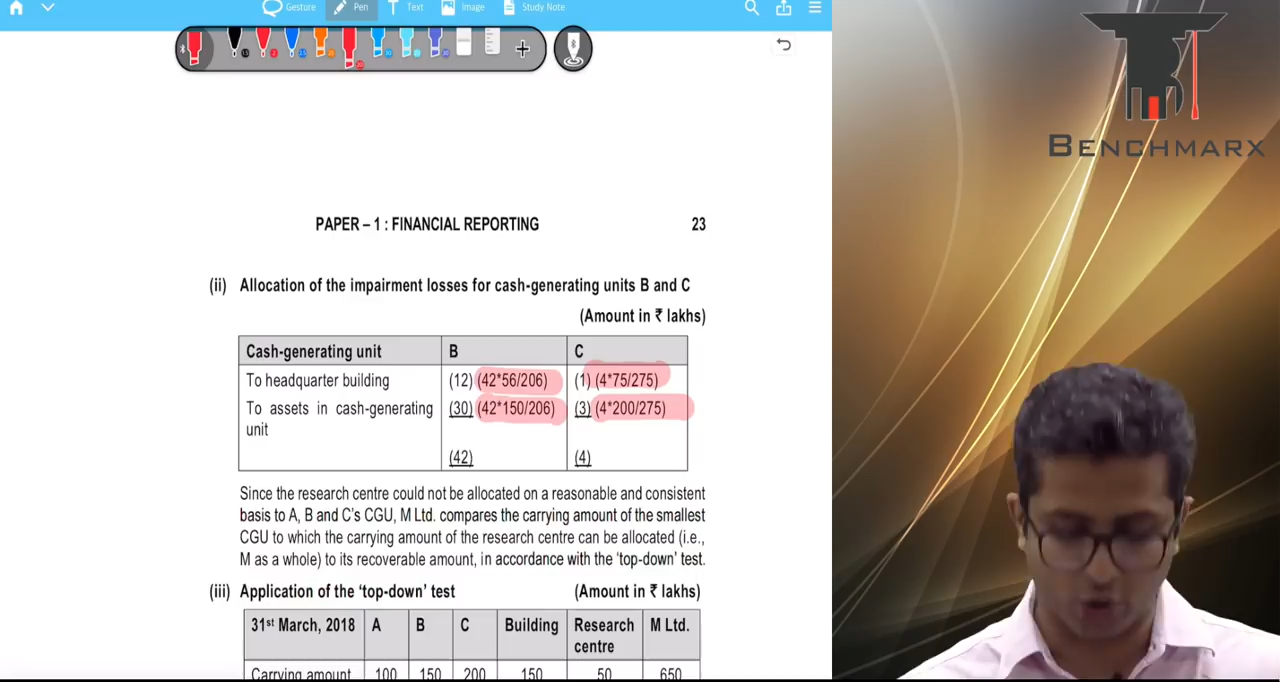 Gesture Pen Text Image Study Note
BENCHMARX
PAPER – 1 : FINANCIAL REPORTING 23
(ii) Allocation of the impairment losses for cash-generating units B and C
(Amount in ₹ lakhs)
Cash-generating unit B C
To headquarter building (12) (42*56/206) (1) (4*75/275)
To assets in cash-generating (30) (42*150/206) (3) (4*200/275)
unit
(42) (4)
Since the research centre could not be allocated on a reasonable and consistent
basis to A, B and C's CGU, M Ltd. compares the carrying amount of the smallest
CGU to which the carrying amount of the research centre can be allocated (i.e.,
M as a whole) to its recoverable amount, in accordance with the 'top-down' test.
(iii) Application of the 'top-down' test (Amount in ₹ lakhs)
31st March, 2018 A B C Building Research M Ltd.
centre
Carrying amount 100 150 200 150 50 650